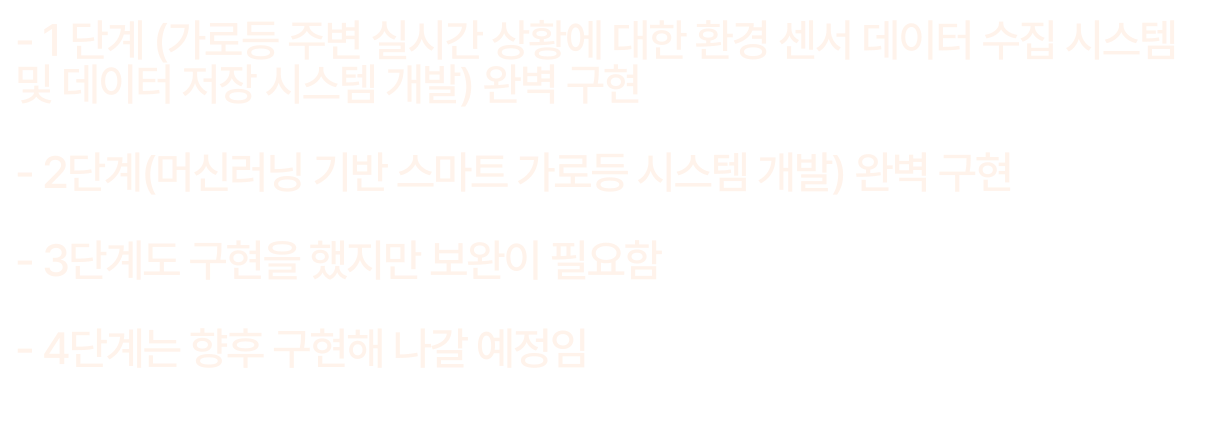 - 1 단계 (가로등 주변 실시간 상황에 대한 환경 센서 데이터 수집 시스템
및 데이터 저장 시스템 개발) 완벽 구현
- 2단계(머신러닝 기반 스마트 가로등 시스템 개발) 완벽 구현
- 3단계도 구현을 했지만 보완이 필요함
- 4단계는 향후 구현해 나갈 예정임